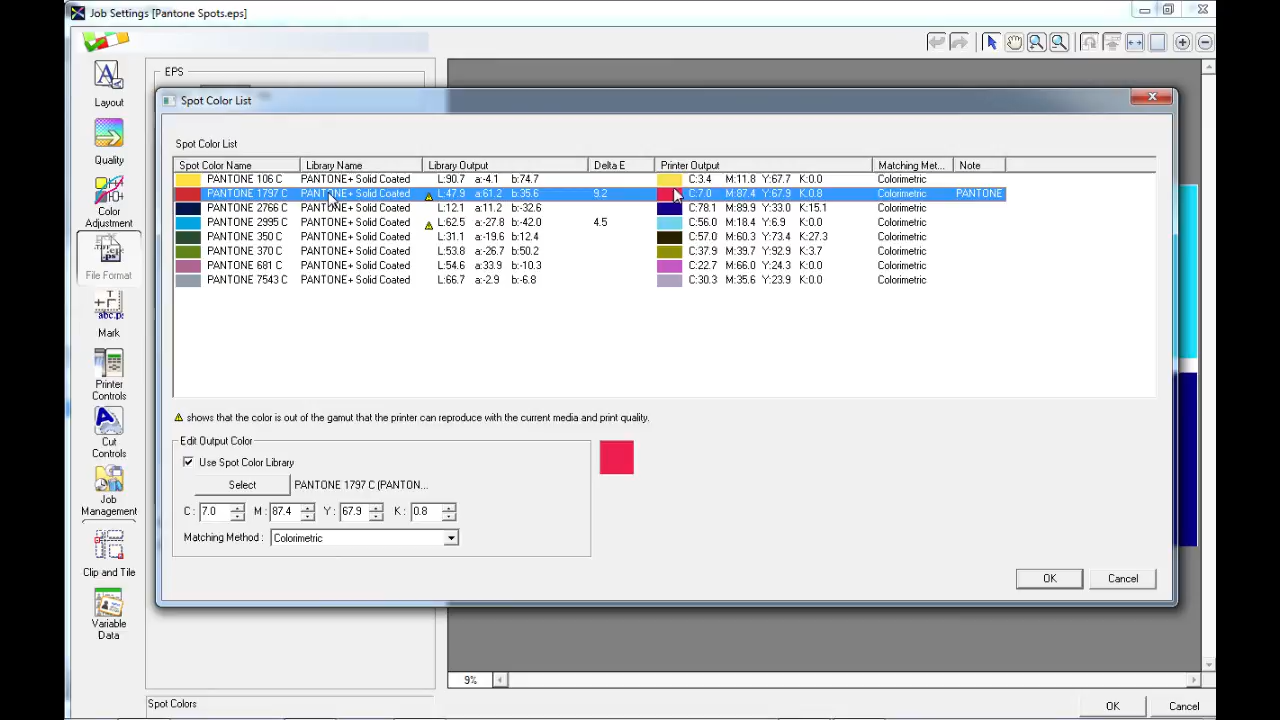 Job Settings [Pantone Spots.eps]
Layout
Quality
Color
Adjustment
File Format
Mark
Printer
Controls
Cut
Controls
Job
Management
Clip and Tile
Variable
Data
EPS
Spot Color List
Spot Color List
Spot Color Name Library Name Library Output Delta E Printer Output Matching Met... Note
PANTONE 106 C PANTONE+ Solid Coated L:90.7 a:-4.1 b:74.7 C:3.4 M:11.8 Y:67.7 K:0.0 Colorimetric
PANTONE 1797 C PANTONE+ Solid Coated L:47.9 a:61.2 b:35.6 9.2 C:7.0 M:87.4 Y:67.9 K:0.8 Colorimetric PANTONE
PANTONE 2766 C PANTONE+ Solid Coated L:12.1 a:11.2 b:-32.6 C:78.1 M:89.9 Y:33.0 K:15.1 Colorimetric
PANTONE 2995 C PANTONE+ Solid Coated L:62.5 a:-27.8 b:-42.0 4.5 C:56.0 M:18.4 Y:6.9 K:0.0 Colorimetric
PANTONE 350 C PANTONE+ Solid Coated L:31.1 a:-19.6 b:12.4 C:57.0 M:60.3 Y:73.4 K:27.3 Colorimetric
PANTONE 370 C PANTONE+ Solid Coated L:53.8 a:-26.7 b:50.2 C:37.9 M:39.7 Y:92.9 K:3.7 Colorimetric
PANTONE 681 C PANTONE+ Solid Coated L:54.6 a:33.9 b:-10.3 C:22.7 M:66.0 Y:24.3 K:0.0 Colorimetric
PANTONE 7543 C PANTONE+ Solid Coated L:66.7 a:-2.9 b:-6.8 C:30.3 M:35.6 Y:23.9 K:0.0 Colorimetric
shows that the color is out of the gamut that the printer can reproduce with the current media and print quality.
Edit Output Color
Use Spot Color Library
Select PANTONE 1797 C (PANTON...
C : 7.0 M : 87.4 Y : 67.9 K : 0.8
Matching Method : Colorimetric
OK Cancel
9%
Spot Colors
OK Cancel